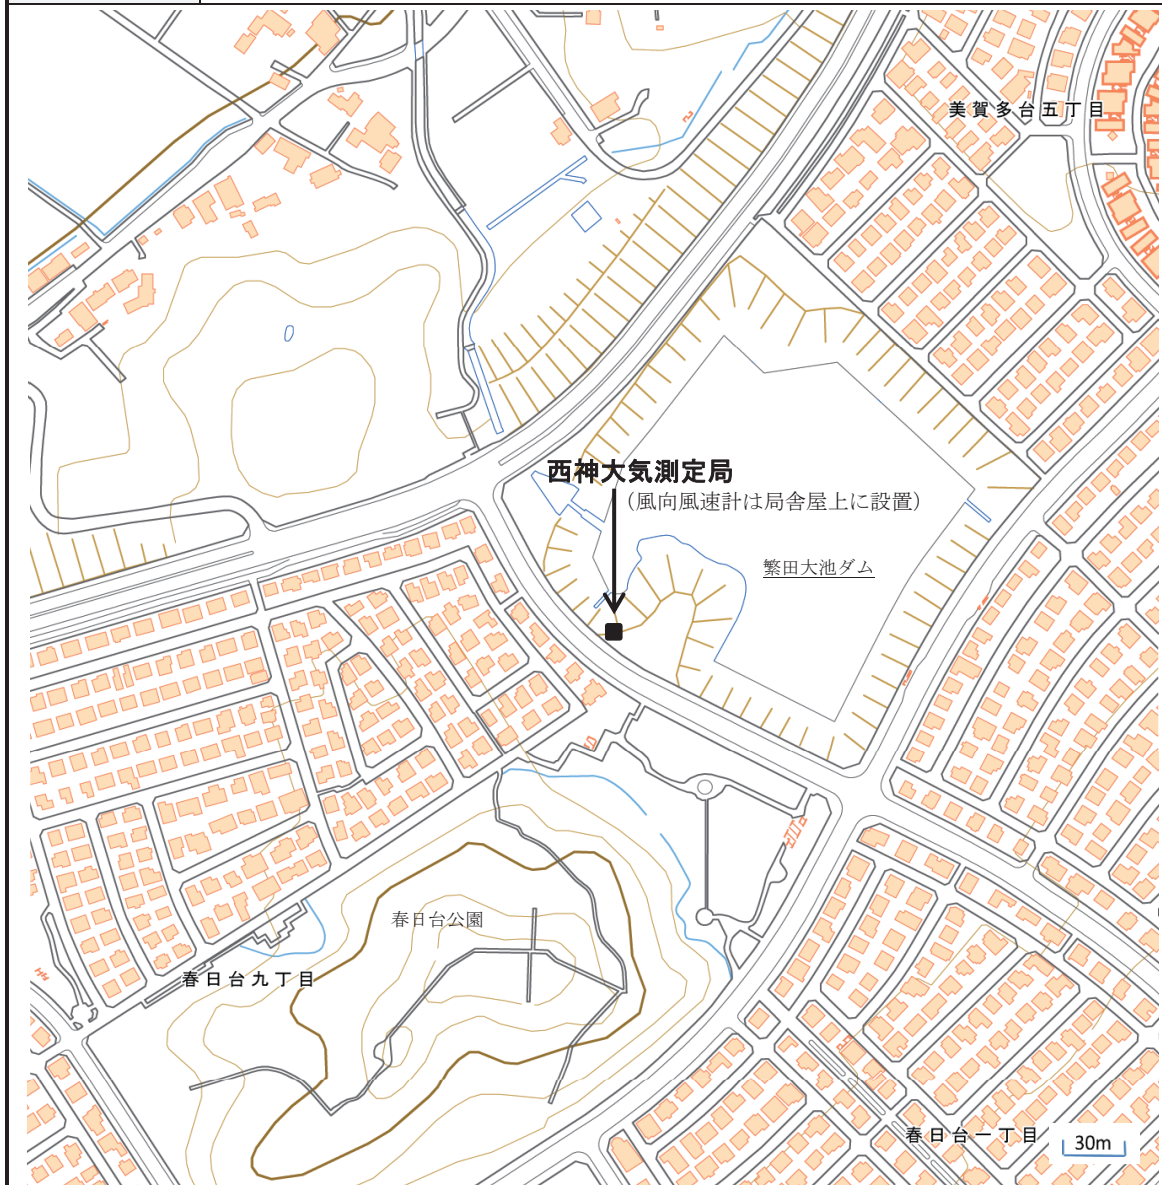 美賀多台五丁目
西神大気測定局
（風向風速計は局舎屋上に設置）
繁田大池ダム
春日台公園
春日台九丁目
春日台一丁目
30m